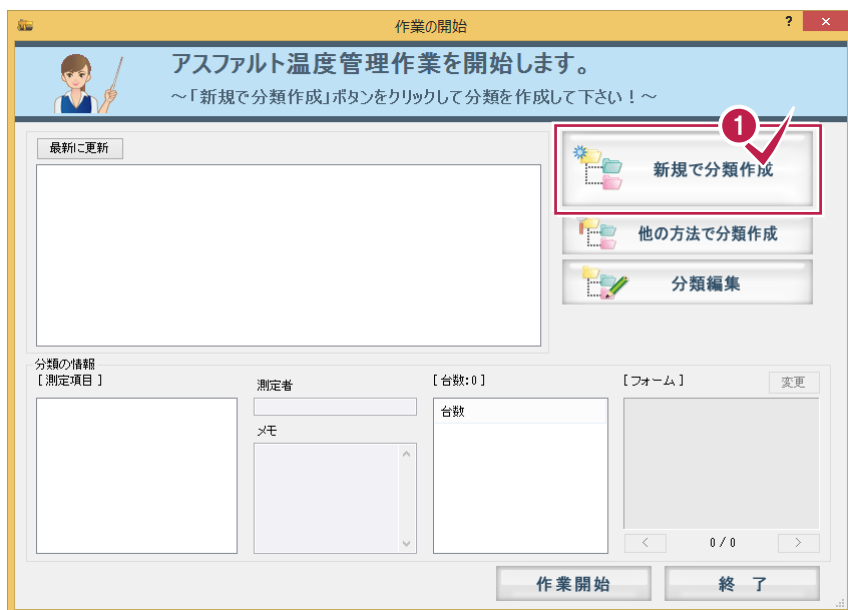 作業の開始
?
×
アスファルト温度管理作業を開始します。
～「新規で分類作成」ボタンをクリックして分類を作成して下さい！～
最新に更新
1
新規で分類作成
他の方法で分類作成
分類編集
分類の情報
[測定項目]
測定者
メモ
[台数:0]
台数
[フォーム]
変更
<
0/0
>
作業開始
終 了